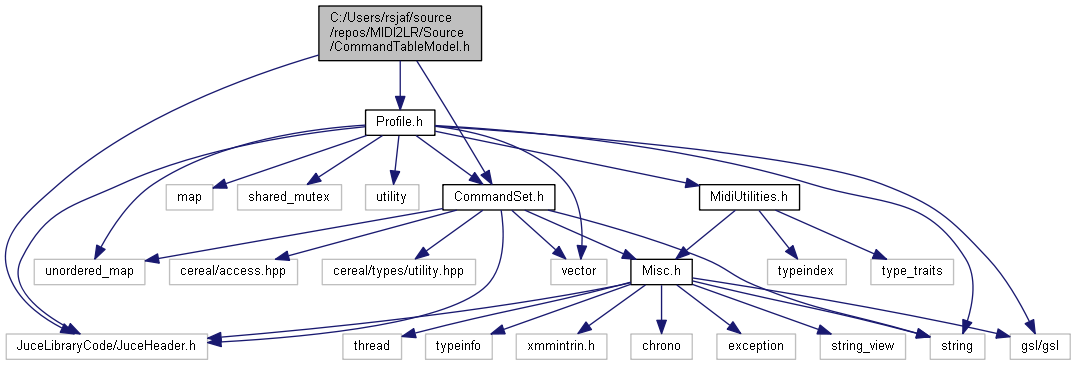 C:/Users/rsjaf/source
/repos/MIDI2LR/Source
/CommandTableModel.h
Profile.h
map
shared_mutex
utility
CommandSet.h
MidiUtilities.h
unordered_map
cereal/access.hpp
cereal/types/utility.hpp
vector
Misc.h
typeindex
type_traits
JuceLibraryCode/JuceHeader.h
thread
typeinfo
xmmintrin.h
chrono
exception
string_view
string
gsl/gsl